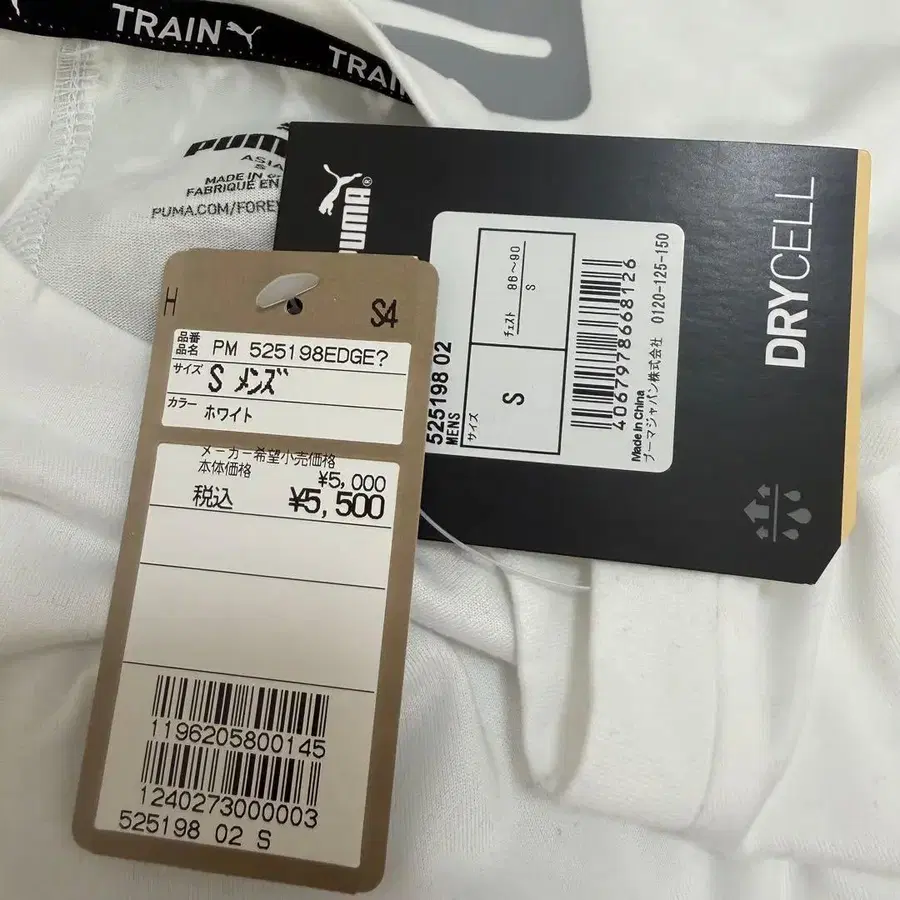 TRAIN
TRAIN
PUMA
ASIA
MADE IN
FABRIQUÉ EN
PUMA.COM/FOREV
PUMA®
525198 02
MENS
チェスト 86~90
S
サイズ
S
4067978668126
Made in China
プーマジャパン株式会社 0120-125-150
DRYCELL
H S4
品番
品名 PM 525198EDGE?
サイズ S メンズ
カラー ホワイト
メーカー希望小売価格
本体価格 ¥5,000
税込 ¥5,500
1196205800145
1240273000003
525198 02 S